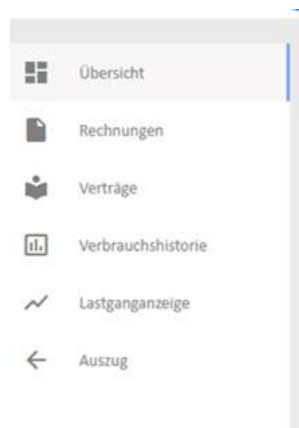 Übersicht
Rechnungen
Verträge
Verbrauchshistorie
Lastganganzeige
Auszug